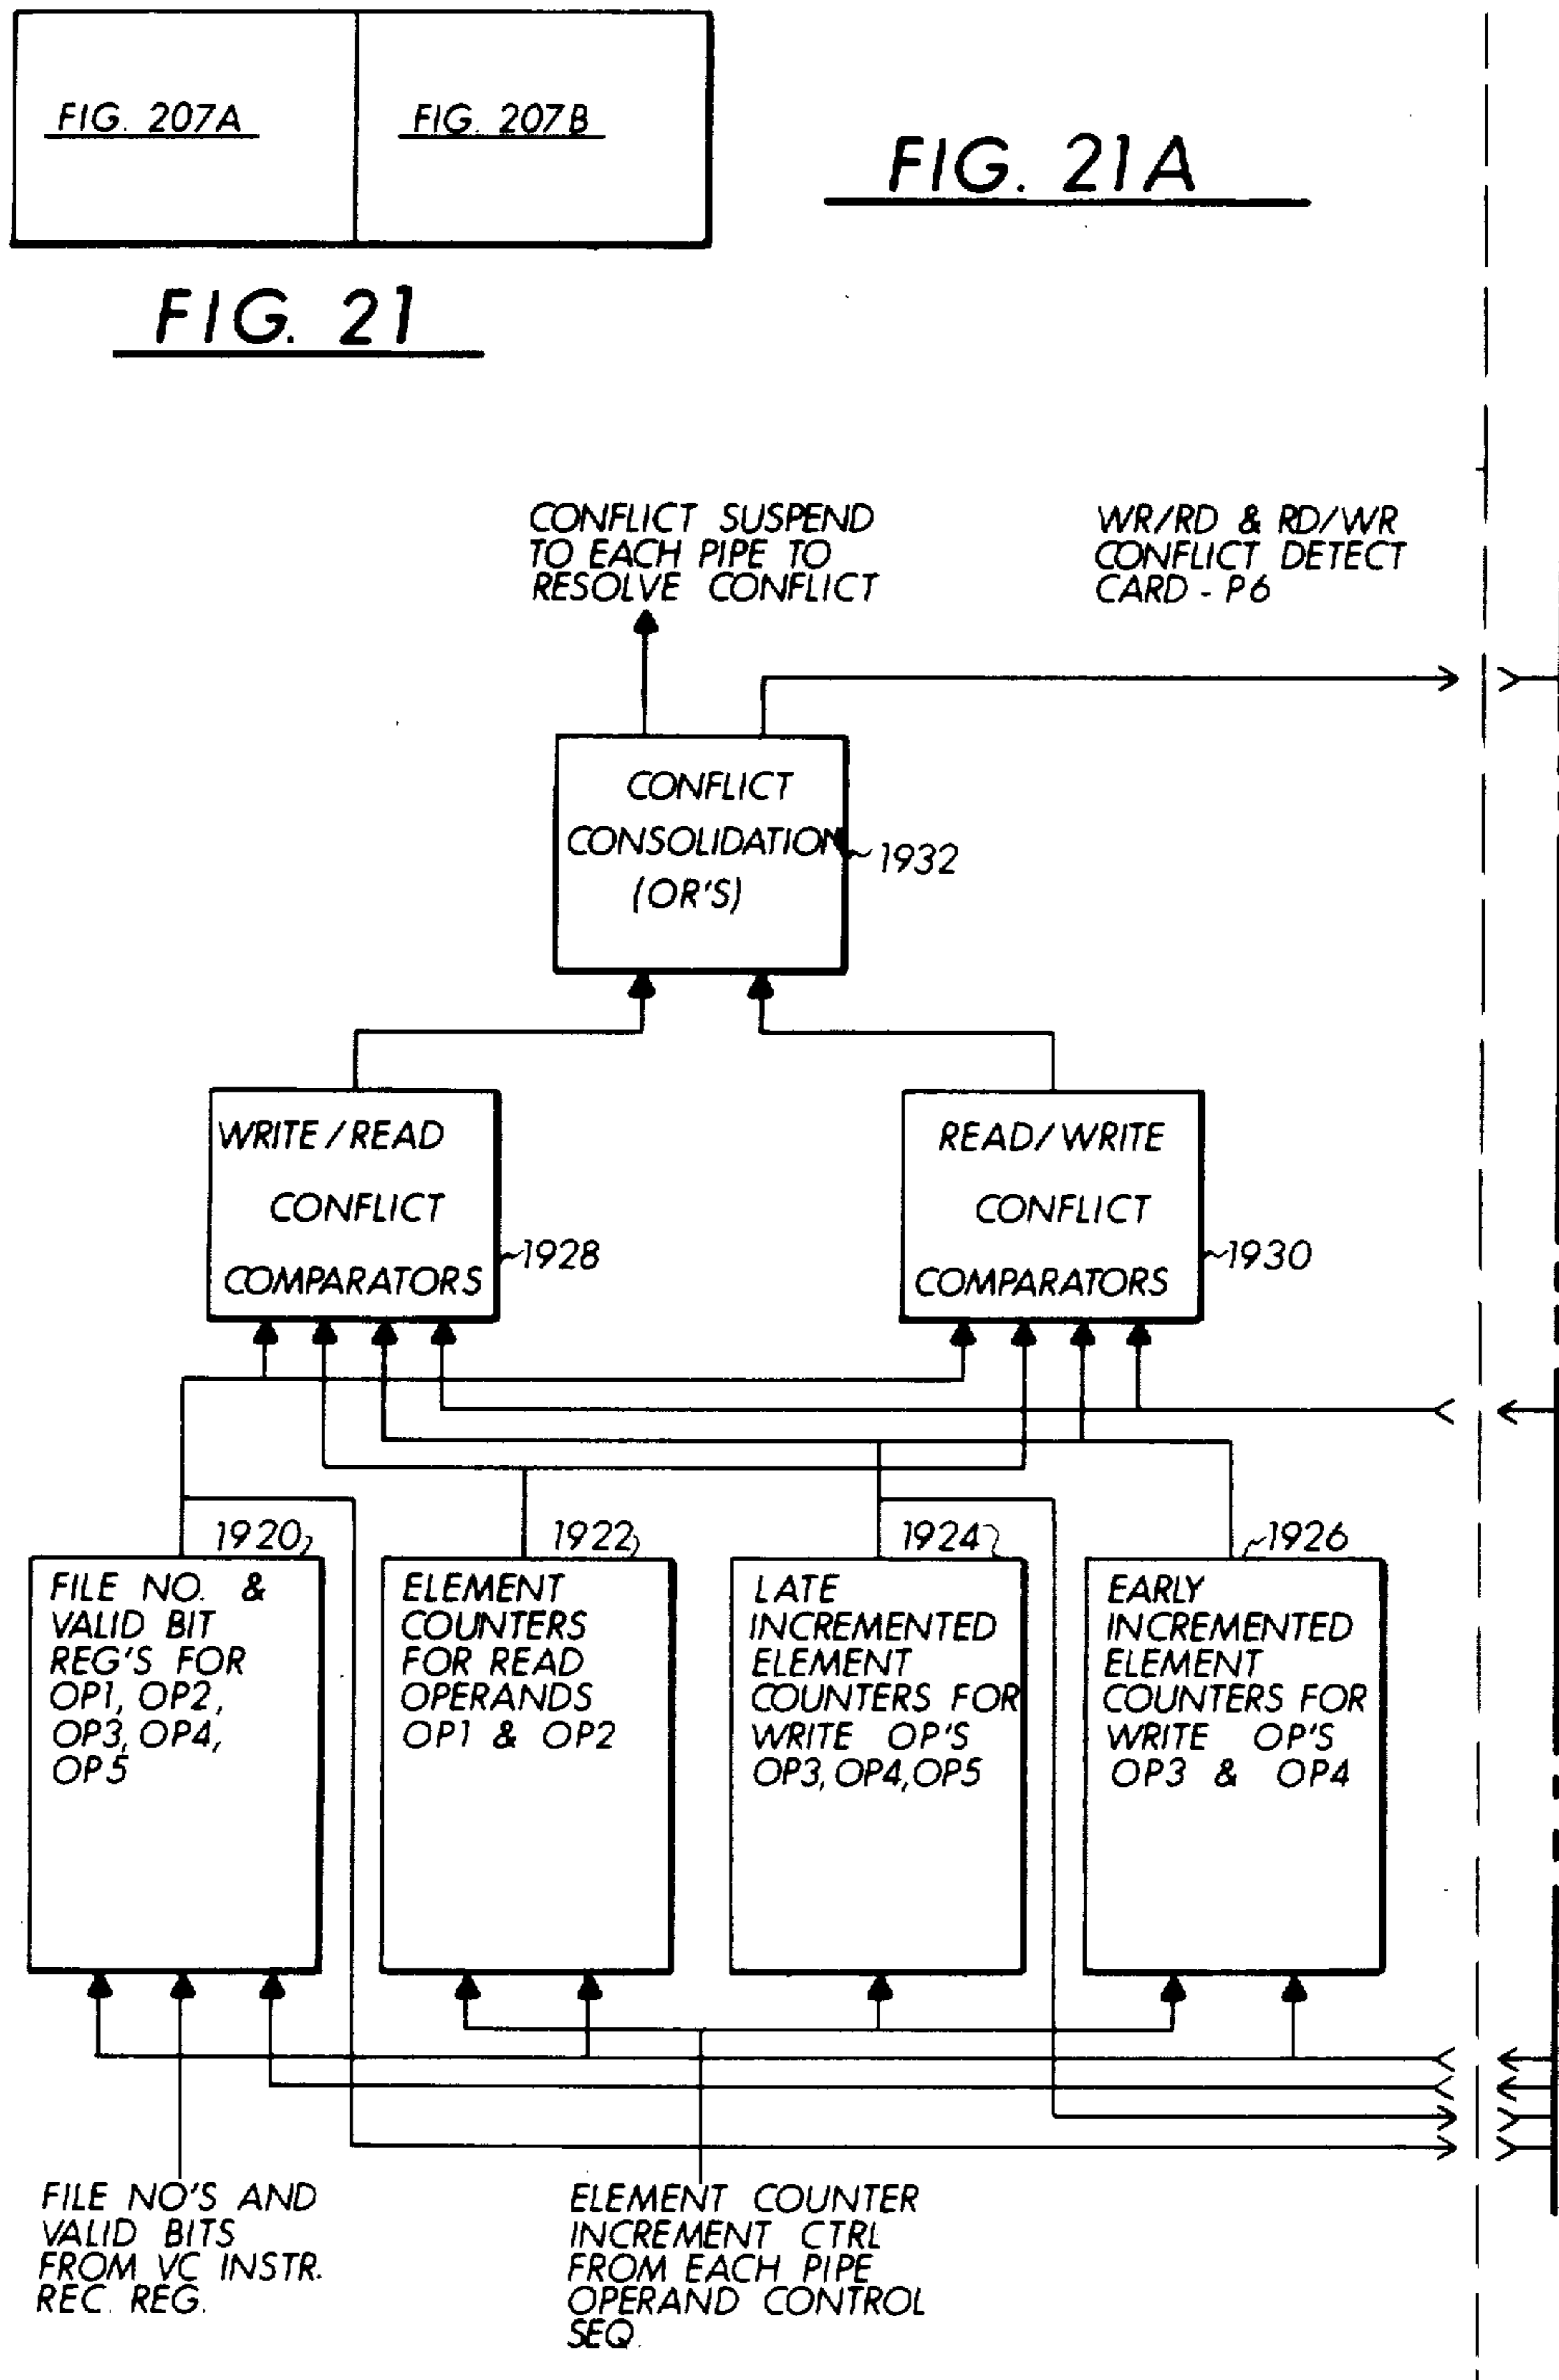 FIG. 207A
FIG. 207B
FIG. 21A
FIG. 21
CONFLICT SUSPEND
TO EACH PIPE TO
RESOLVE CONFLICT
WR/RD & RD/WR
CONFLICT DETECT
CARD - P6
CONFLICT
CONSOLIDATION
(OR'S)
1932
WRITE/READ
CONFLICT
COMPARATORS
1928
READ/WRITE
CONFLICT
COMPARATORS
1930
1920
FILE NO. &
VALID BIT
REG'S FOR
OP1, OP2,
OP3, OP4,
OP5
1922
ELEMENT
COUNTERS
FOR READ
OPERANDS
OP1 & OP2
1924
LATE
INCREMENTED
ELEMENT
COUNTERS FOR
WRITE OP'S
OP3, OP4, OP5
1926
EARLY
INCREMENTED
ELEMENT
COUNTERS FOR
WRITE OP'S
OP3 & OP4
FILE NO'S AND
VALID BITS
FROM VC INSTR.
REC. REG.
ELEMENT COUNTER
INCREMENT CTRL
FROM EACH PIPE
OPERAND CONTROL
SEQ.